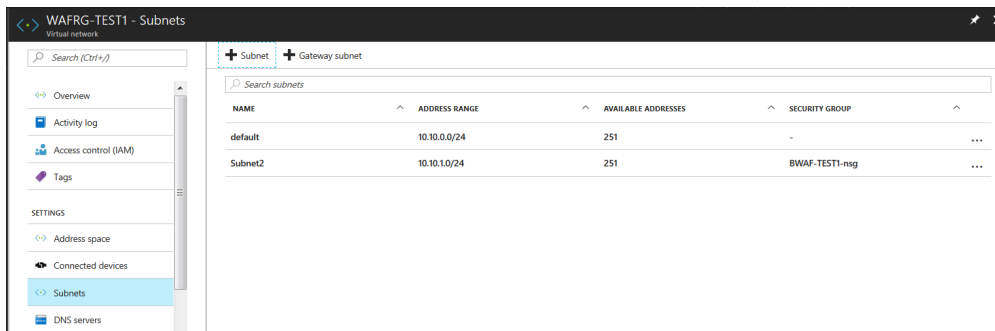 WAFRG-TEST1 - Subnets
Virtual network
Search (Ctrl+/)
Overview
Activity log
Access control (IAM)
Tags
SETTINGS
Address space
Connected devices
Subnets
DNS servers
Subnet Gateway subnet
Search subnets
NAME ADDRESS RANGE AVAILABLE ADDRESSES SECURITY GROUP
default 10.10.0.0/24 251 - ...
Subnet2 10.10.1.0/24 251 BWAF-TEST1-nsg ...